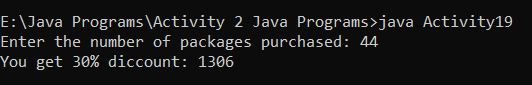 E:\Java Programs\Activity 2 Java Programs>java Activity19
Enter the number of packages purchased: 44
You get 30% diccount: 1306